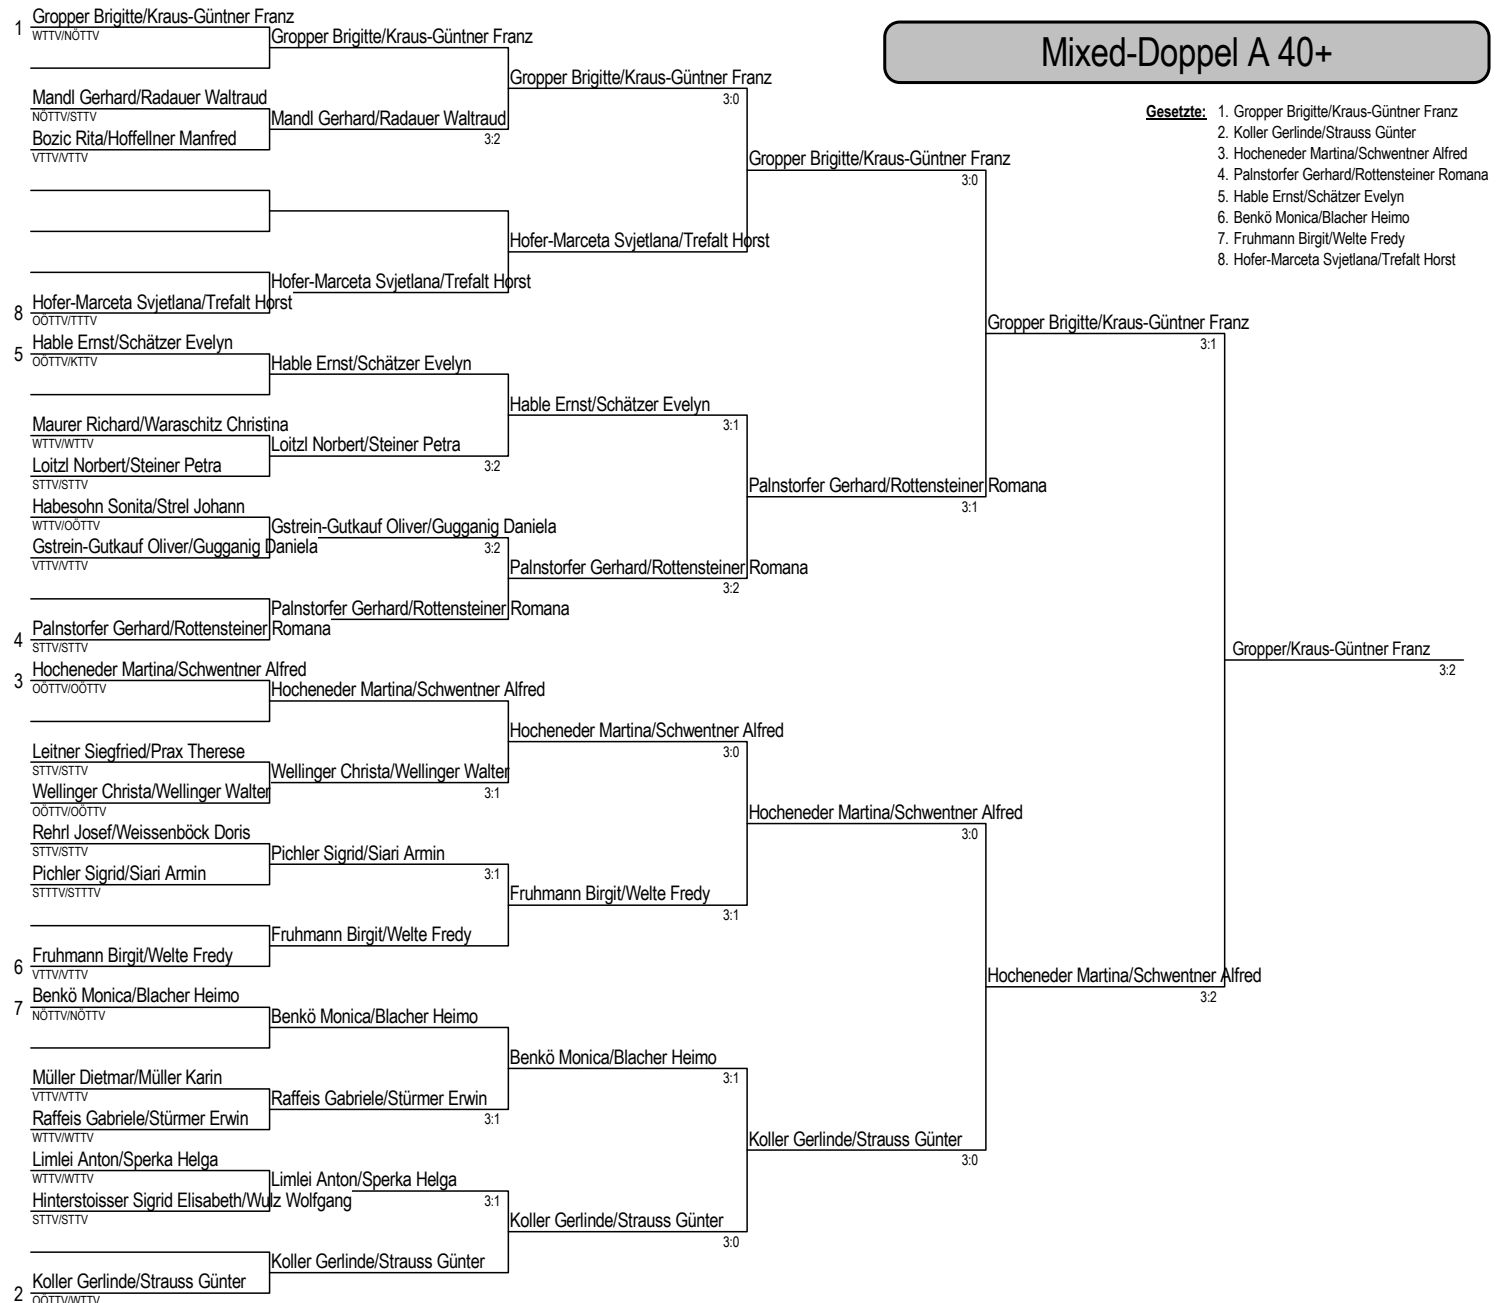 Mixed-Doppel A 40+
Gesetzte: 1. Gropper Brigitte/Kraus-Güntner Franz
2. Koller Gerlinde/Strauss Günter
3. Hocheneder Martina/Schwentner Alfred
4. Palnstorfer Gerhard/Rottensteiner Romana
5. Hable Ernst/Schätzer Evelyn
6. Benkö Monica/Blacher Heimo
7. Fruhmann Birgit/Welte Fredy
8. Hofer-Marceta Svjetlana/Trefalt Horst
1 Gropper Brigitte/Kraus-Güntner Franz
WTTV/NÖTTV
Mandl Gerhard/Radauer Waltraud
NÖTTV/STTV
Bozic Rita/Hoffellner Manfred
VTTV/VTTV
8 Hofer-Marceta Svjetlana/Trefalt Horst
OÖTTV/TTTV
5 Hable Ernst/Schätzer Evelyn
OÖTTV/KTTV
Maurer Richard/Waraschitz Christina
WTTV/WTTV
Loitzl Norbert/Steiner Petra
STTV/STTV
Habesohn Sonita/Strel Johann
WTTV/OÖTTV
Gstrein-Gutkauf Oliver/Gugganig Daniela
VTTV/VTTV
4 Palnstorfer Gerhard/Rottensteiner Romana
STTV/STTV
3 Hocheneder Martina/Schwentner Alfred
OÖTTV/OÖTTV
Leitner Siegfried/Prax Therese
STTV/STTV
Wellinger Christa/Wellinger Walter
OÖTTV/OÖTTV
Rehrl Josef/Weissenböck Doris
STTV/STTV
Pichler Sigrid/Siari Armin
STTTV/STTTV
6 Fruhmann Birgit/Welte Fredy
VTTV/VTTV
7 Benkö Monica/Blacher Heimo
NÖTTV/NÖTTV
Müller Dietmar/Müller Karin
VTTV/VTTV
Raffeis Gabriele/Stürmer Erwin
WTTV/WTTV
Limlei Anton/Sperka Helga
WTTV/WTTV
Hinterstoisser Sigrid Elisabeth/Wulz Wolfgang
STTV/STTV
2 Koller Gerlinde/Strauss Günter
OÖTTV/WTTV
Gropper Brigitte/Kraus-Güntner Franz
Mandl Gerhard/Radauer Waltraud
3:2
Hofer-Marceta Svjetlana/Trefalt Horst
Hable Ernst/Schätzer Evelyn
Loitzl Norbert/Steiner Petra
3:2
Gstrein-Gutkauf Oliver/Gugganig Daniela
3:2
Palnstorfer Gerhard/Rottensteiner Romana
Hocheneder Martina/Schwentner Alfred
Wellinger Christa/Wellinger Walter
3:1
Pichler Sigrid/Siari Armin
3:1
Fruhmann Birgit/Welte Fredy
Benkö Monica/Blacher Heimo
Raffeis Gabriele/Stürmer Erwin
3:1
Limlei Anton/Sperka Helga
3:1
Koller Gerlinde/Strauss Günter
Gropper Brigitte/Kraus-Güntner Franz
3:0
Hofer-Marceta Svjetlana/Trefalt Horst
Hable Ernst/Schätzer Evelyn
3:1
Palnstorfer Gerhard/Rottensteiner Romana
3:2
Hocheneder Martina/Schwentner Alfred
3:0
Fruhmann Birgit/Welte Fredy
3:1
Benkö Monica/Blacher Heimo
3:1
Koller Gerlinde/Strauss Günter
3:0
Gropper Brigitte/Kraus-Güntner Franz
3:0
Palnstorfer Gerhard/Rottensteiner Romana
3:1
Hocheneder Martina/Schwentner Alfred
3:0
Koller Gerlinde/Strauss Günter
3:0
Gropper Brigitte/Kraus-Güntner Franz
3:1
Hocheneder Martina/Schwentner Alfred
3:2
Gropper/Kraus-Güntner Franz
3:2